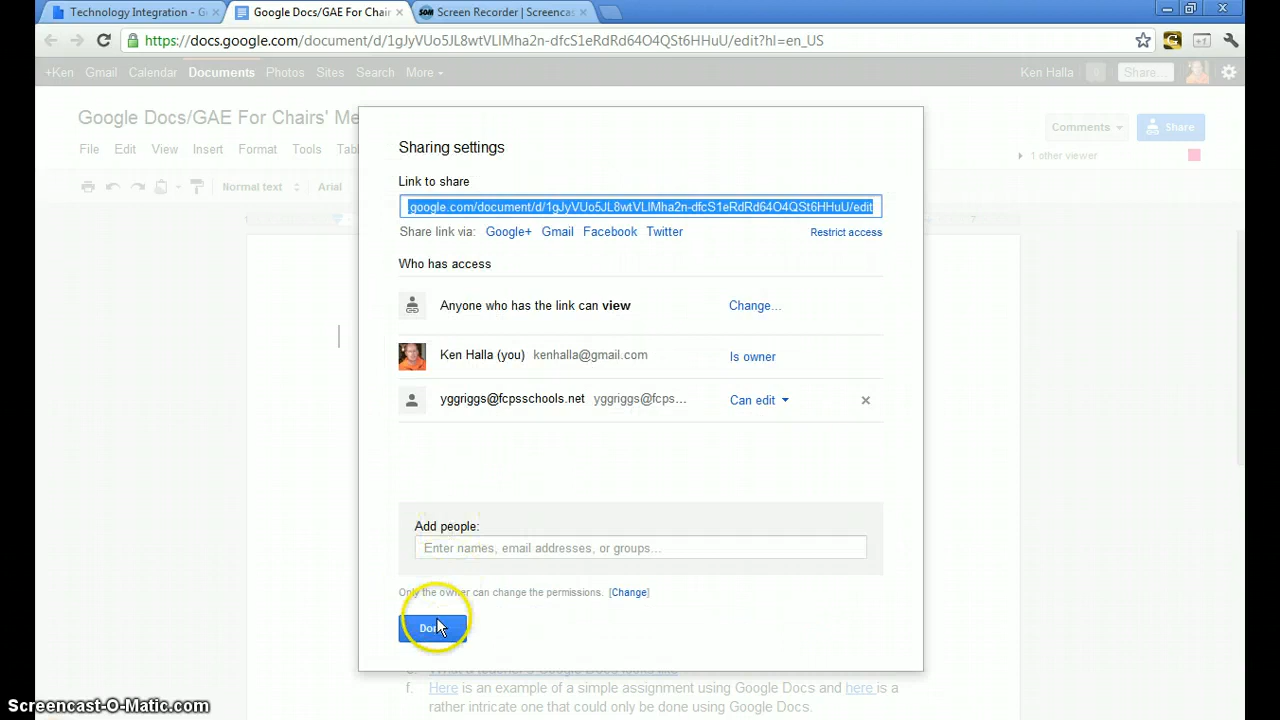 Technology Integration - G
Google Docs/GAE For Chair
Screen Recorder | Screencas
https://docs.google.com/document/d/1gJyVUo5JL8wtVLlMha2n-dfcS1eRdRd64O4QSt6HHuU/edit?hl=en_US
+Ken Gmail Calendar Documents Photos Sites Search More
Ken Halla Share...
Google Docs/GAE For Chairs' Me
Comments Share
File Edit View Insert Format Tools Tab
1 other viewer
Normal text Arial
Sharing settings
Link to share
.google.com/document/d/1gJyVUo5JL8wtVLlMha2n-dfcS1eRdRd64O4QSt6HHuU/edit
Share link via: Google+ Gmail Facebook Twitter Restrict access
Who has access
Anyone who has the link can view Change...
Ken Halla (you) kenhalla@gmail.com Is owner
yggriggs@fcpsschools.net yggriggs@fcps... Can edit
Add people:
Enter names, email addresses, or groups...
Only the owner can change the permissions. [Change]
Do
f. Here is an example of a simple assignment using Google Docs and here is a
rather intricate one that could only be done using Google Docs.
Screencast-O-Matic.com